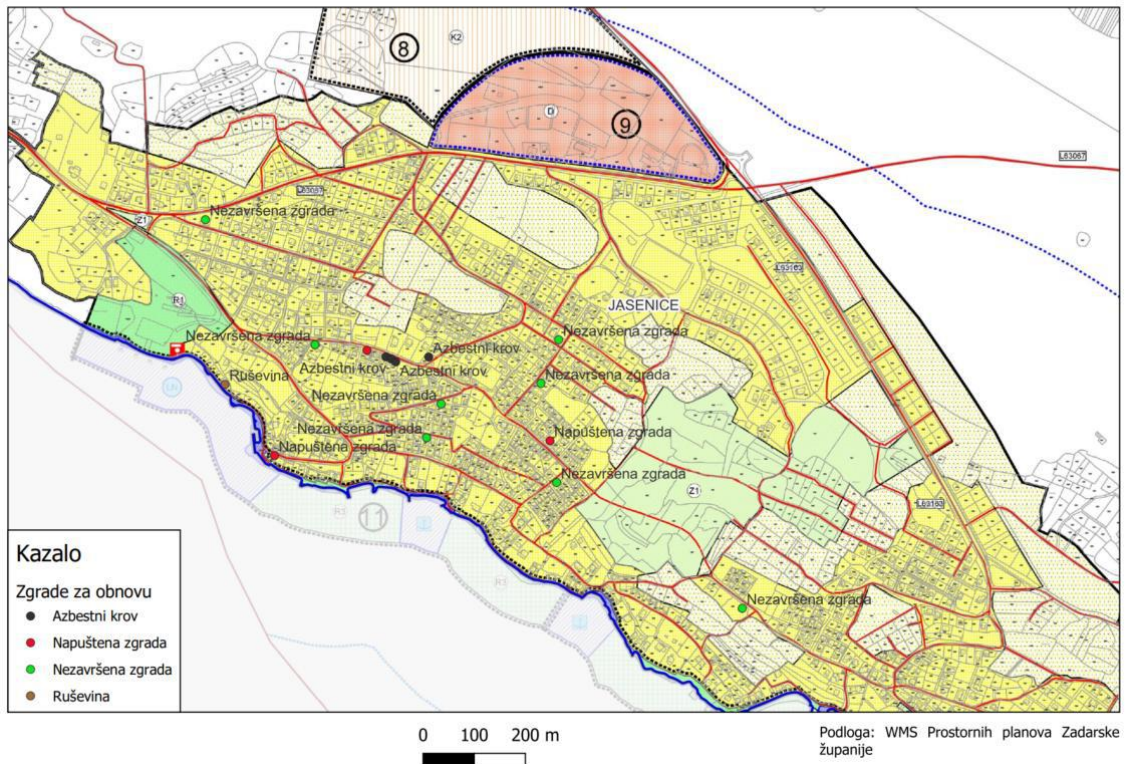 8
K2
D
9
L63067
L63067
Z1
Nezavršena zgrada
R1
L63163
JASENICE
Nezavršena zgrada
Nezavršena zgrada
Azbestni krov
Azbestni krov
Azbestni krov
Ruševina
Nezavršena zgrada
Nezavršena zgrada
Nezavršena zgrada
Napuštena zgrada
Napuštena zgrada
Nezavršena zgrada
Z1
L63163
R3
11
Nezavršena zgrada
Kazalo
Zgrade za obnovu
Azbestni krov
Napuštena zgrada
Nezavršena zgrada
Ruševina
0 100 200 m
Podloga: WMS Prostornih planova Zadarske
županije